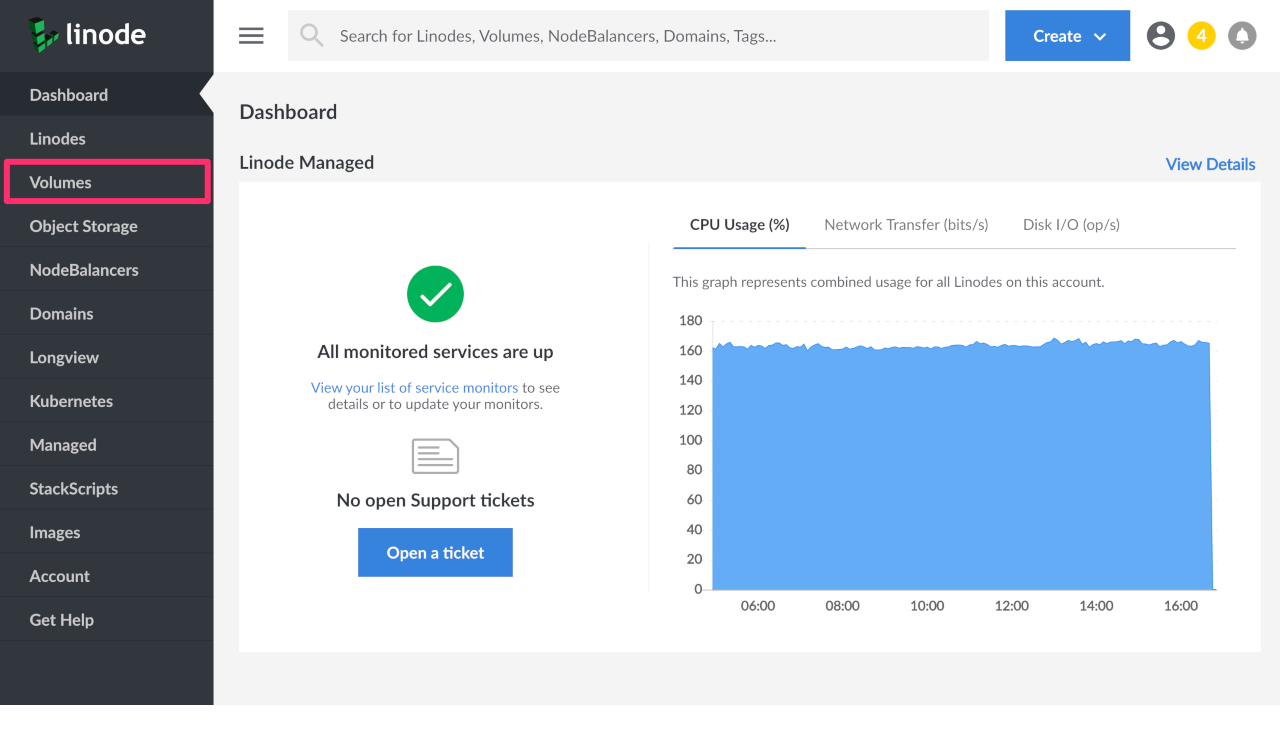 linode
Search for Linodes, Volumes, NodeBalancers, Domains, Tags...
Create
4
Dashboard
Linodes
Volumes
Object Storage
NodeBalancers
Domains
Longview
Kubernetes
Managed
StackScripts
Images
Account
Get Help
Dashboard
Linode Managed
View Details
All monitored services are up
View your list of service monitors to see
details or to update your monitors.
No open Support tickets
Open a ticket
CPU Usage (%)
Network Transfer (bits/s)
Disk I/O (op/s)
This graph represents combined usage for all Linodes on this account.
180
160
140
120
100
80
60
40
20
0
06:00
08:00
10:00
12:00
14:00
16:00